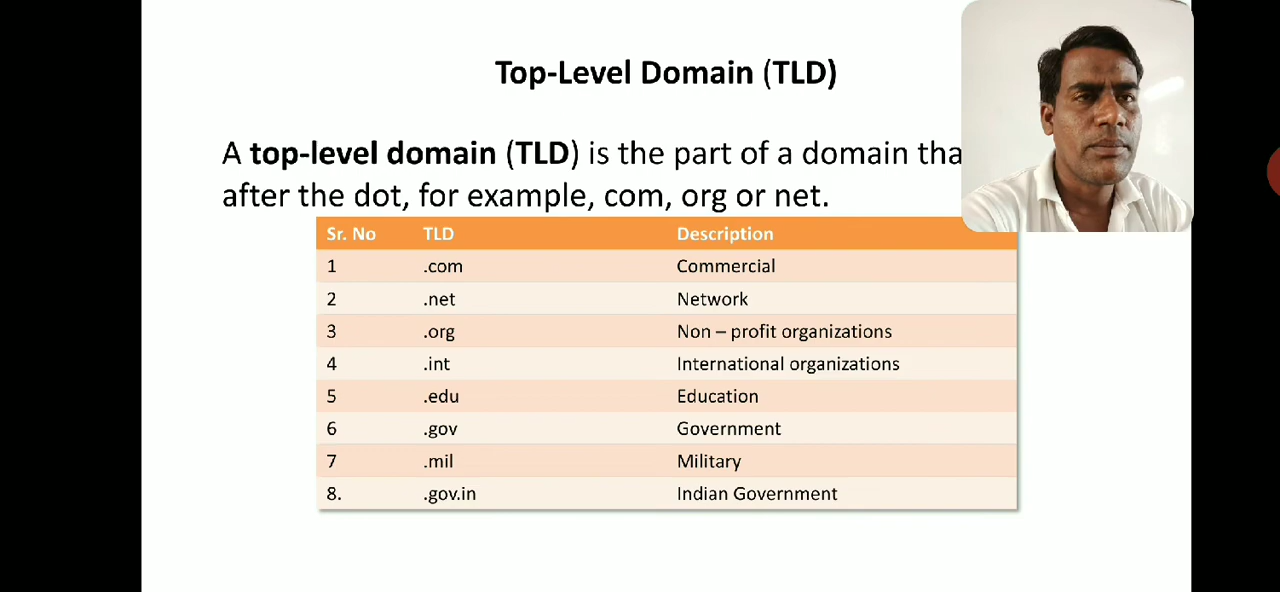 Top-Level Domain (TLD)
A top-level domain (TLD) is the part of a domain tha
after the dot, for example, com, org or net.
Sr. No TLD Description
1 .com Commercial
2 .net Network
3 .org Non – profit organizations
4 .int International organizations
5 .edu Education
6 .gov Government
7 .mil Military
8. .gov.in Indian Government